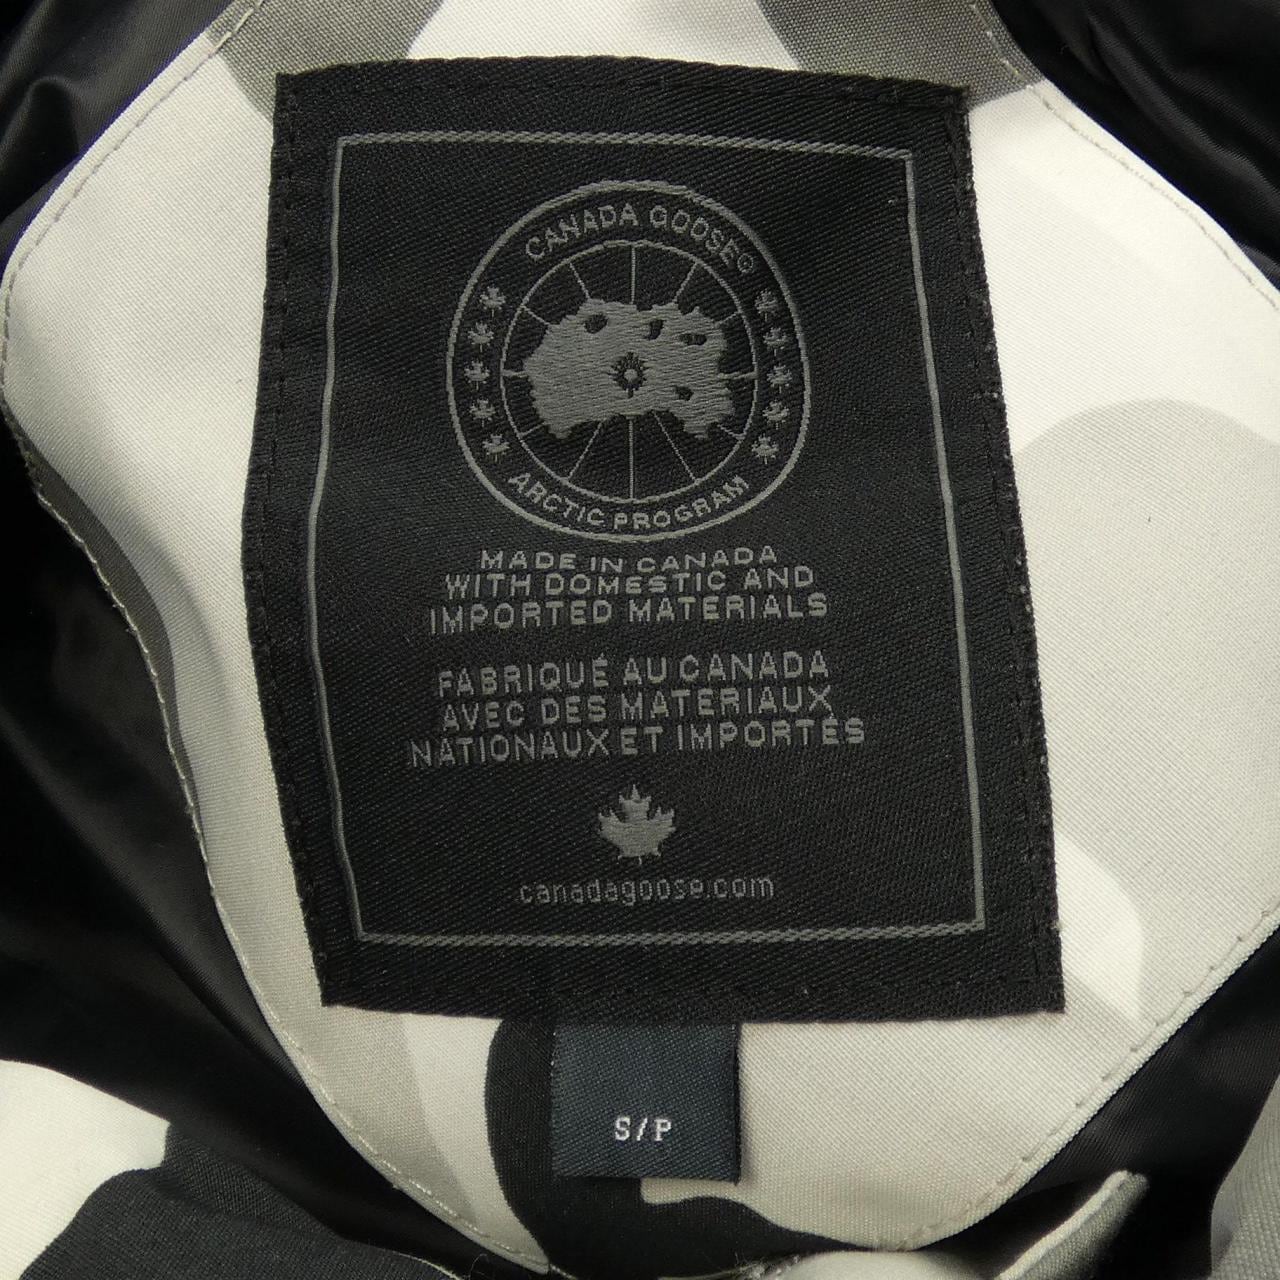 CANADA GOOSE®
ARCTIC PROGRAM
MADE IN CANADA
WITH DOMESTIC AND
IMPORTED MATERIALS
FABRIQUÉ AU CANADA
AVEC DES MATERIAUX
NATIONAUX ET IMPORTÉS
canadagoose.com
S/P